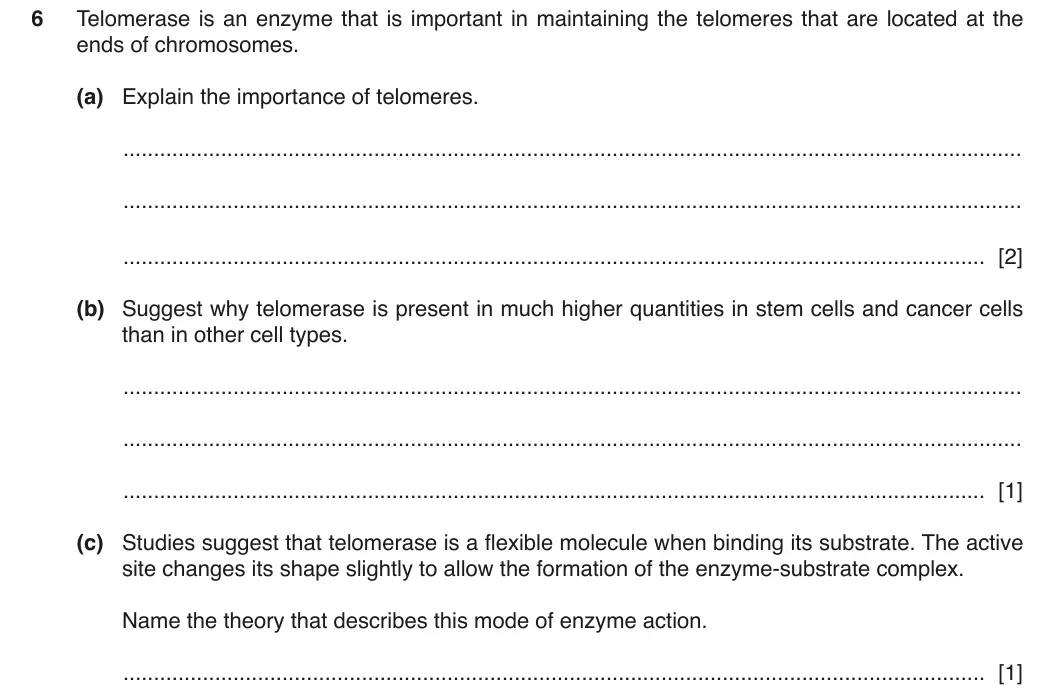 6 Telomerase is an enzyme that is important in maintaining the telomeres that are located at the
ends of chromosomes.
(a) Explain the importance of telomeres.
..........................................................................................................................................................
..........................................................................................................................................................
.................................................................................................................................................... [2]
(b) Suggest why telomerase is present in much higher quantities in stem cells and cancer cells
than in other cell types.
..........................................................................................................................................................
..........................................................................................................................................................
.................................................................................................................................................... [1]
(c) Studies suggest that telomerase is a flexible molecule when binding its substrate. The active
site changes its shape slightly to allow the formation of the enzyme-substrate complex.
Name the theory that describes this mode of enzyme action.
.................................................................................................................................................... [1]